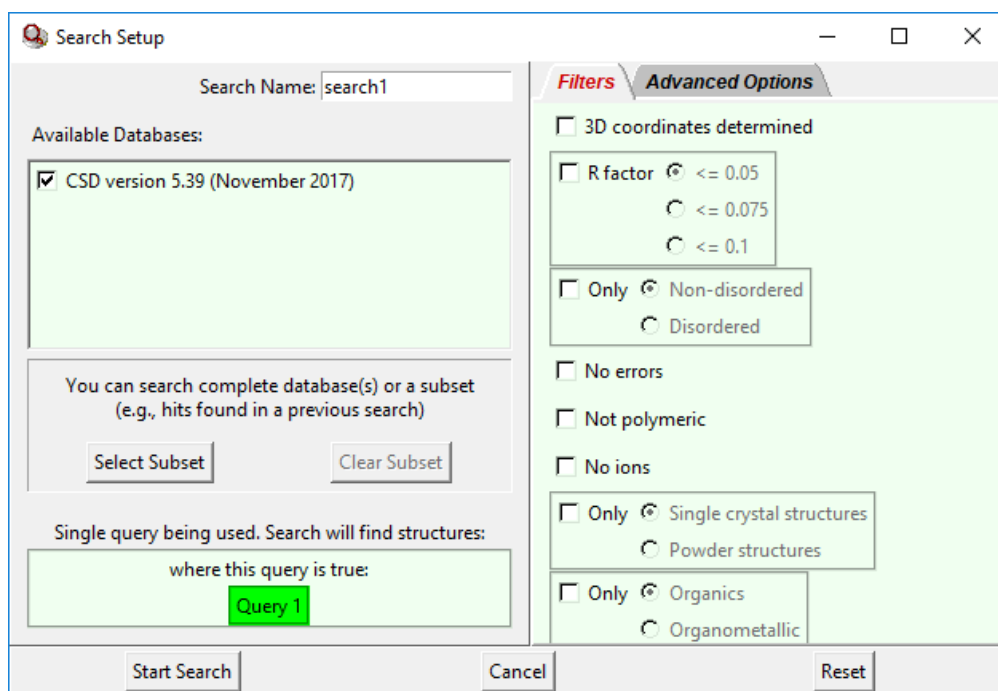 Search Setup
Search Name: search1
Available Databases:
CSD version 5.39 (November 2017)
You can search complete database(s) or a subset
(e.g., hits found in a previous search)
Select Subset
Clear Subset
Single query being used. Search will find structures:
where this query is true:
Query 1
Filters
Advanced Options
3D coordinates determined
R factor <= 0.05
<= 0.075
<= 0.1
Only Non-disordered
Disordered
No errors
Not polymeric
No ions
Only Single crystal structures
Powder structures
Only Organics
Organometallic
Start Search
Cancel
Reset